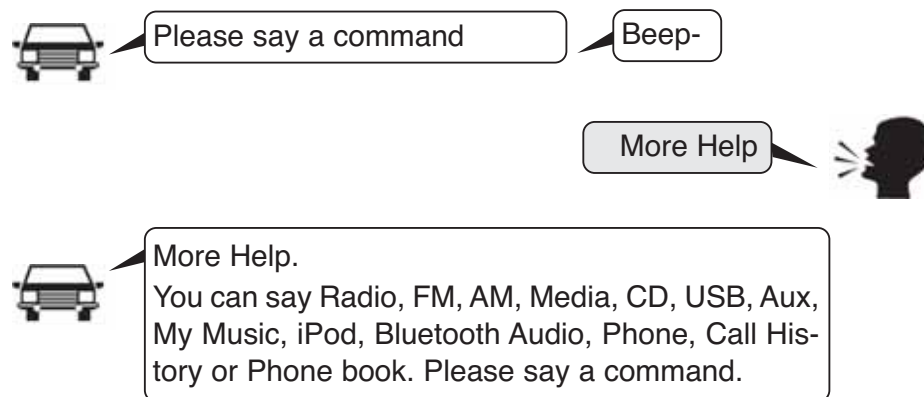 Please say a command
Beep-
More Help
More Help.
You can say Radio, FM, AM, Media, CD, USB, Aux,
My Music, iPod, Bluetooth Audio, Phone, Call His-
tory or Phone book. Please say a command.